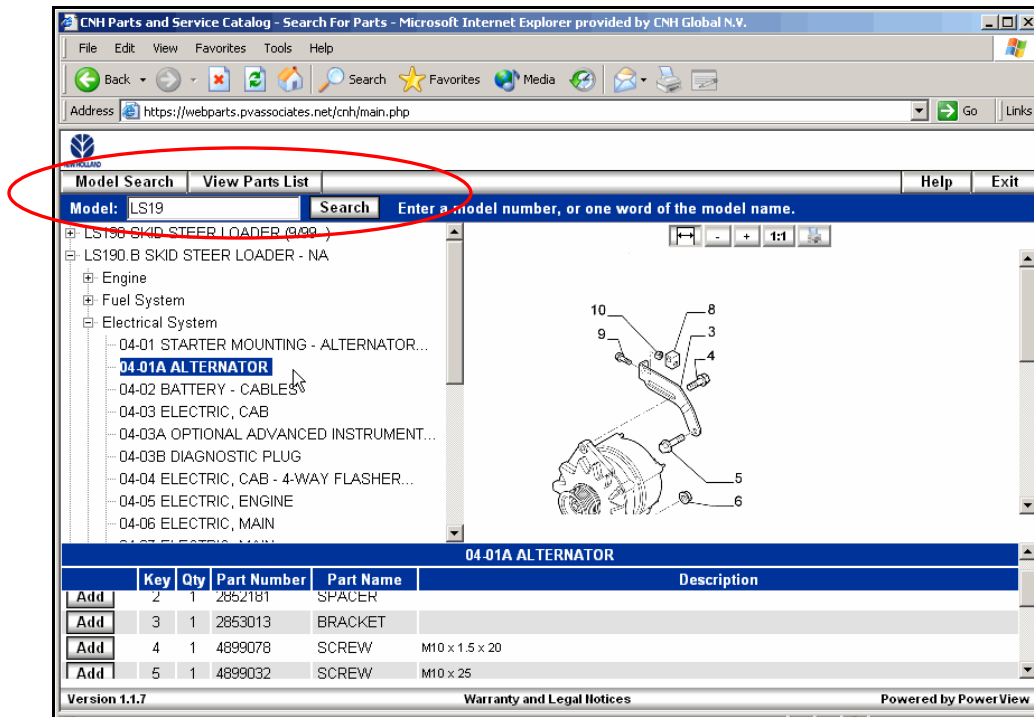 CNH Parts and Service Catalog - Search For Parts - Microsoft Internet Explorer provided by CNH Global N.V.
File Edit View Favorites Tools Help
Back Search Favorites Media
Address https://webparts.pvassociates.net/cnh/main.php Go Links
NEW HOLLAND
Model Search View Parts List Help Exit
Model: LS19 Search Enter a model number, or one word of the model name.
LS190 SKID STEER LOADER (9/99- )
1:1
LS190.B SKID STEER LOADER - NA
Engine
Fuel System
Electrical System
04-01 STARTER MOUNTING - ALTERNATOR...
04-01A ALTERNATOR
04-02 BATTERY - CABLES
04-03 ELECTRIC, CAB
04-03A OPTIONAL ADVANCED INSTRUMENT...
04-03B DIAGNOSTIC PLUG
04-04 ELECTRIC, CAB - 4-WAY FLASHER...
04-05 ELECTRIC, ENGINE
04-06 ELECTRIC, MAIN
04-07 ELECTRIC, MAIN
10 8
9 3
4
5
6
04-01A ALTERNATOR
Key Qty Part Number Part Name Description
Add 2 1 2852181 SPACER
Add 3 1 2853013 BRACKET
Add 4 1 4899078 SCREW M10 x 1.5 x 20
Add 5 1 4899032 SCREW M10 x 25
Version 1.1.7 Warranty and Legal Notices Powered by PowerView